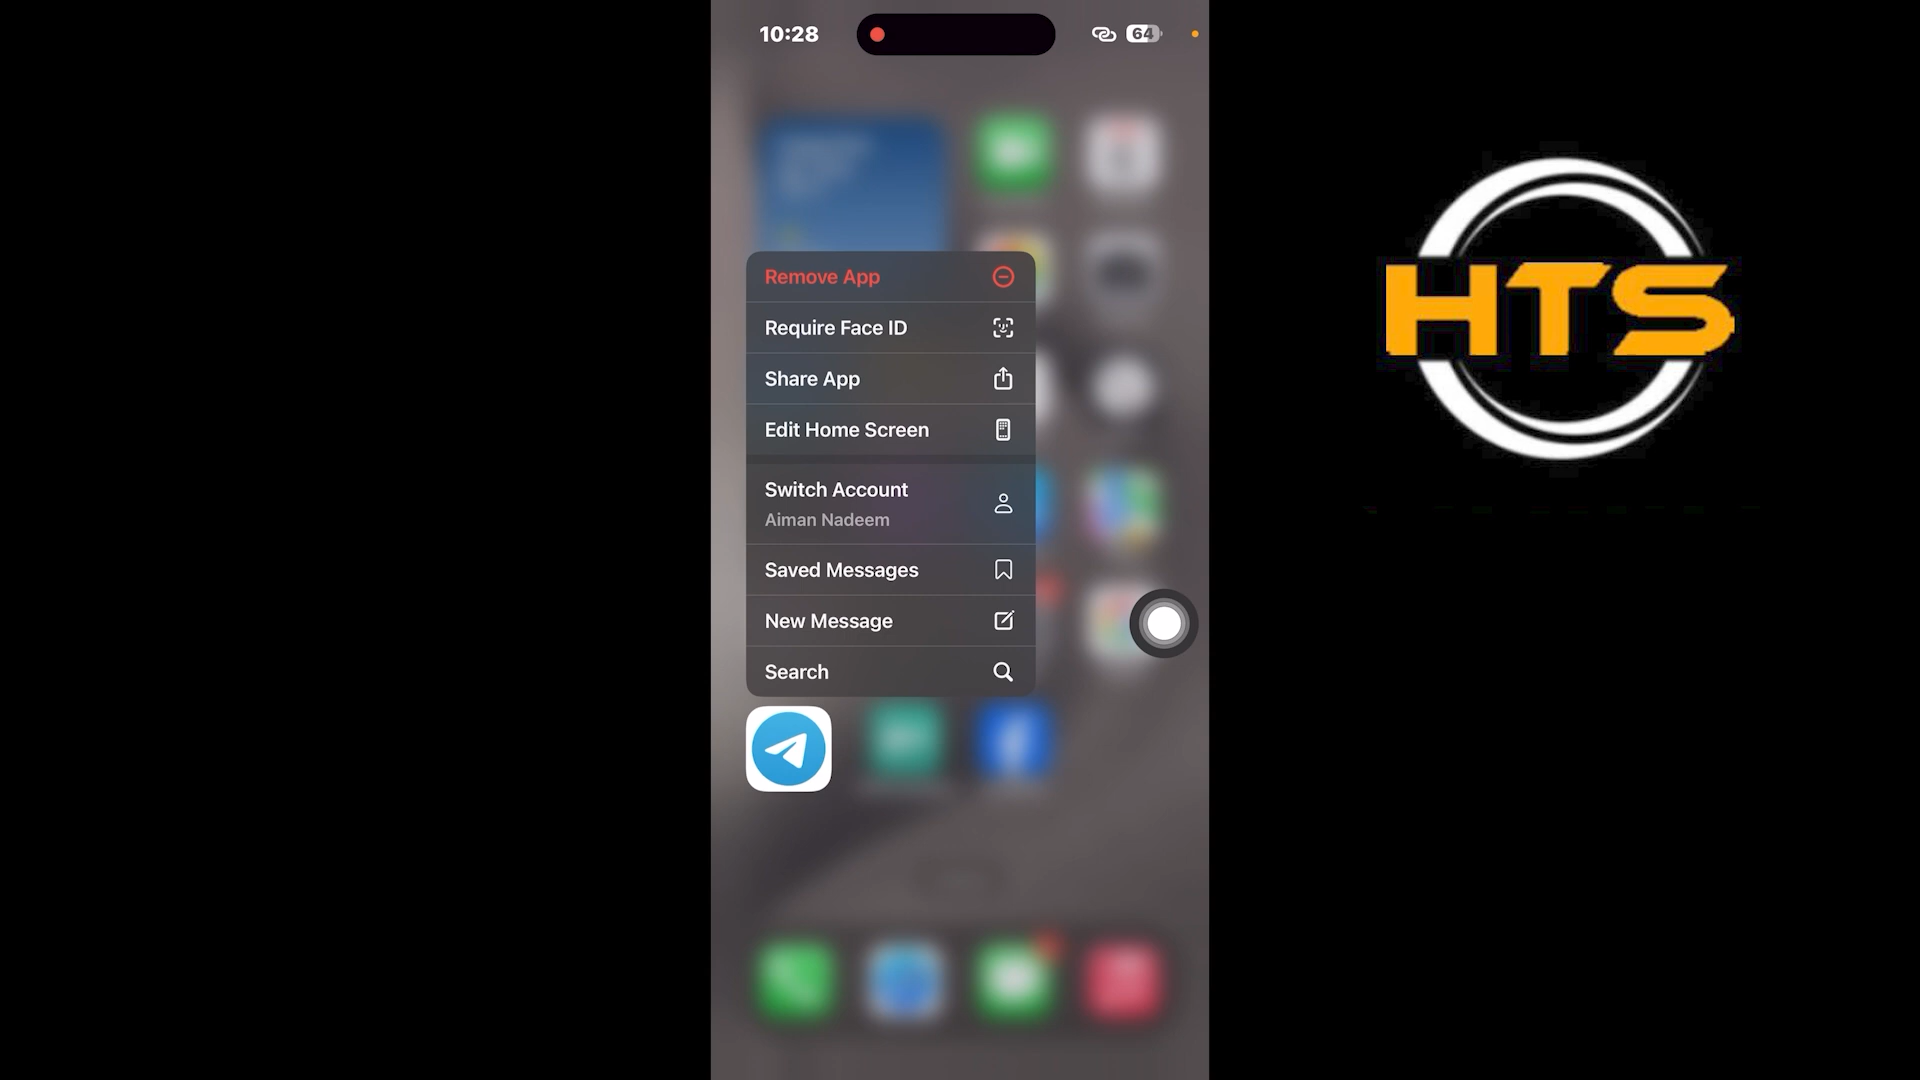 10:28
64
Remove App
Require Face ID
Share App
Edit Home Screen
Switch Account
Aiman Nadeem
Saved Messages
New Message
Search
HTS